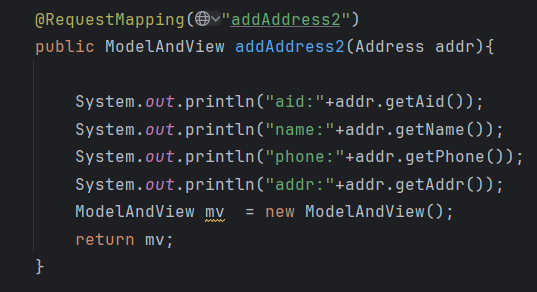 @RequestMapping("addAddress2")
public ModelAndView addAddress2(Address addr){
System.out.println("aid:"+addr.getAid());
System.out.println("name:"+addr.getName());
System.out.println("phone:"+addr.getPhone());
System.out.println("addr:"+addr.getAddr());
ModelAndView mv  = new ModelAndView();
return mv;
}